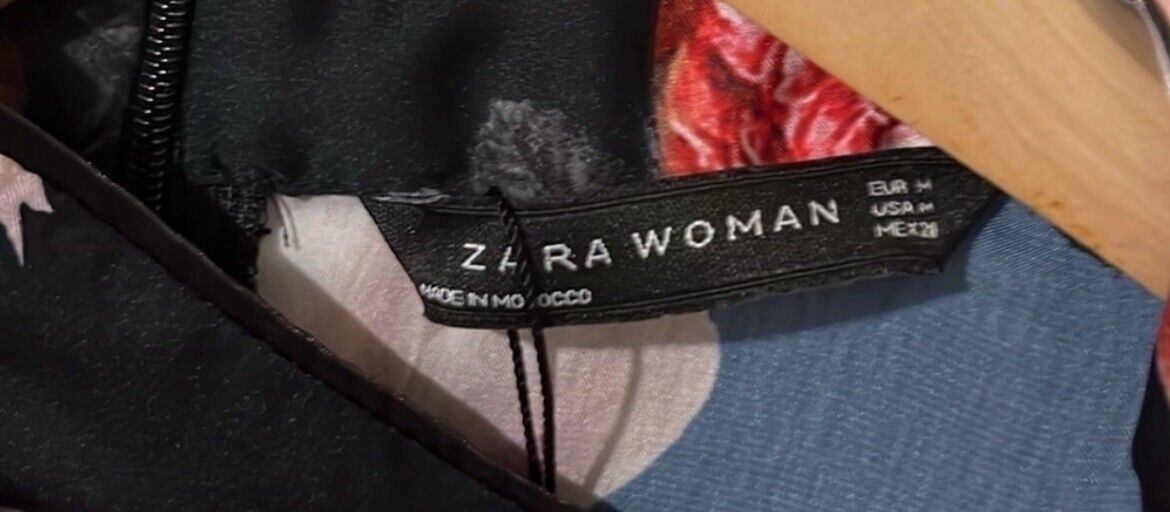 ZARA WOMAN
EUR M
USA M
MEX 28
MADE IN MOROCCO